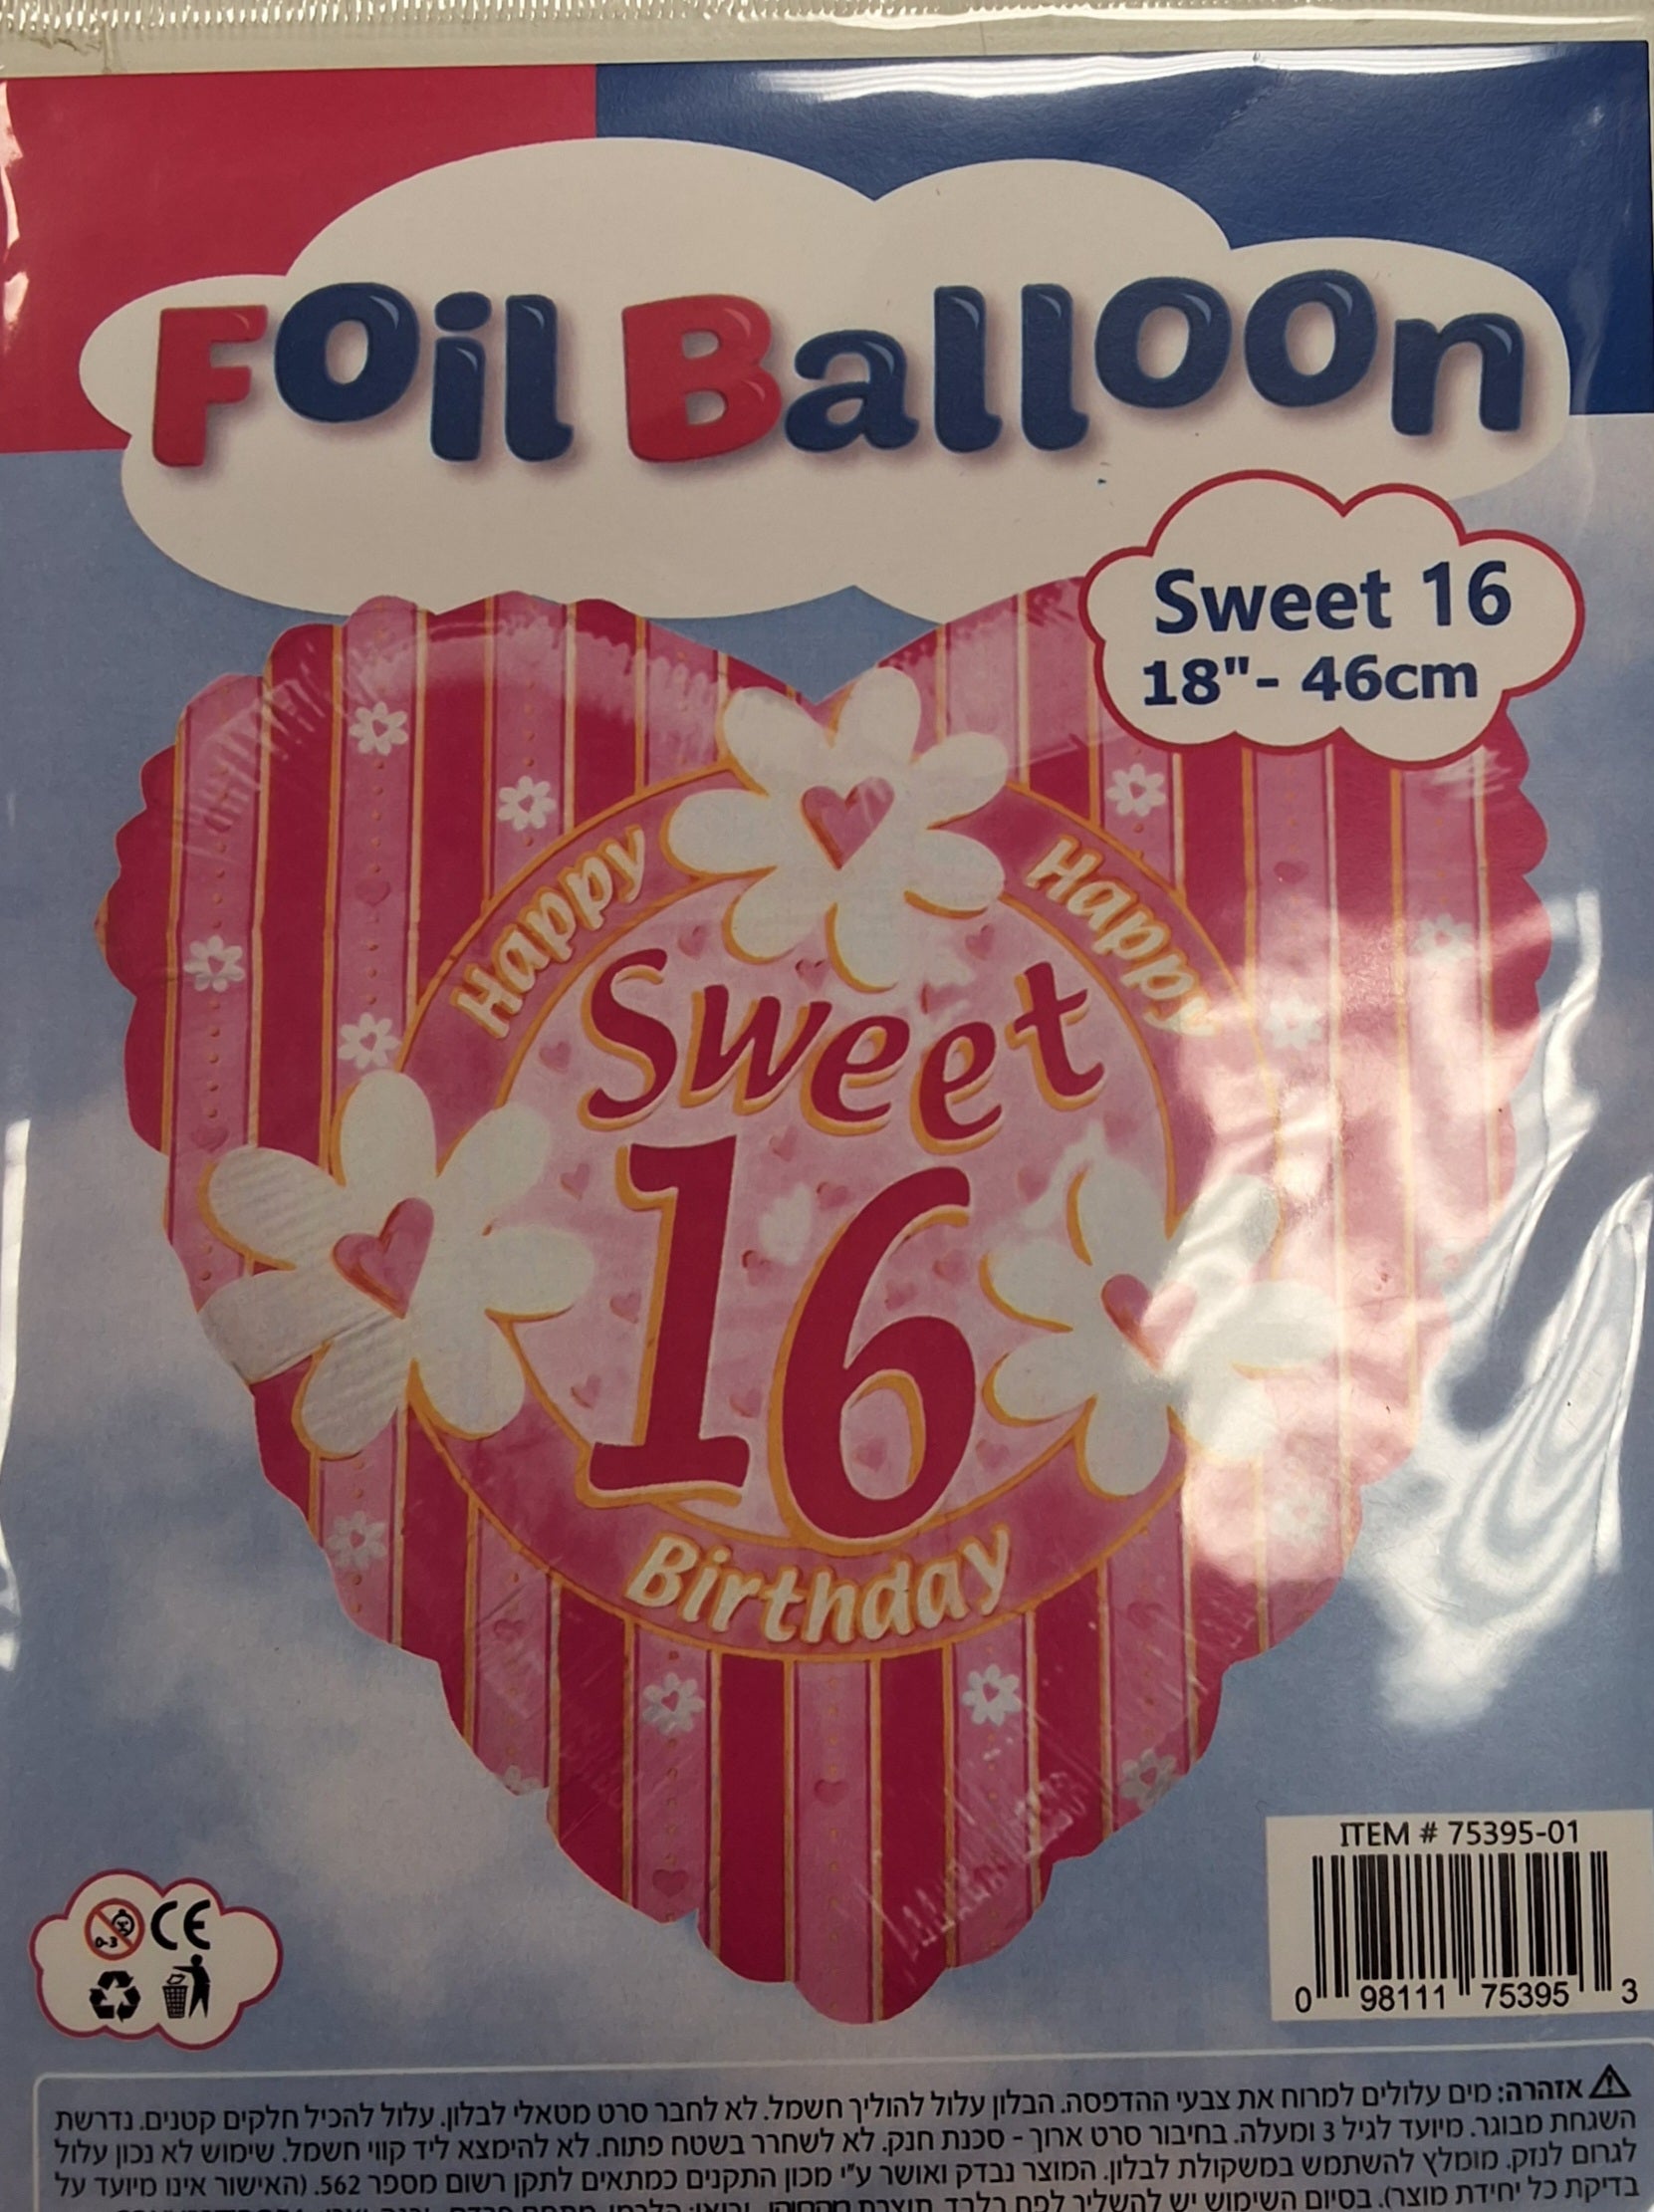 Foil Balloon
Sweet 16
18"- 46cm
Happy Happy
Sweet
16
Birthday
ITEM # 75395-01
0 98111 75395 3
0-3 CE
אזהרה: מים עלולים למרוח את צבעי ההדפסה. הבלון עלול להוליך חשמל. לא לחבר סרט מטאלי לבלון. עלול להכיל חלקים קטנים. נדרשת
השגחת מבוגר. מיועד לגיל 3 ומעלה. בחיבור סרט ארוך - סכנת חנק. לא לשחרר בשטח פתוח. לא להימצא ליד קווי חשמל. שימוש לא נכון עלול
לגרום לנזק. מומלץ להשתמש במשקולת לבלון. המוצר נבדק ואושר ע"י מכון התקנים כמתאים לתקן רשום מספר 562. (האישור אינו מיועד על
בדיקת כל יחידת מוצר). בסיום השימוש יש להשליך לפח בלבד. תוצרת